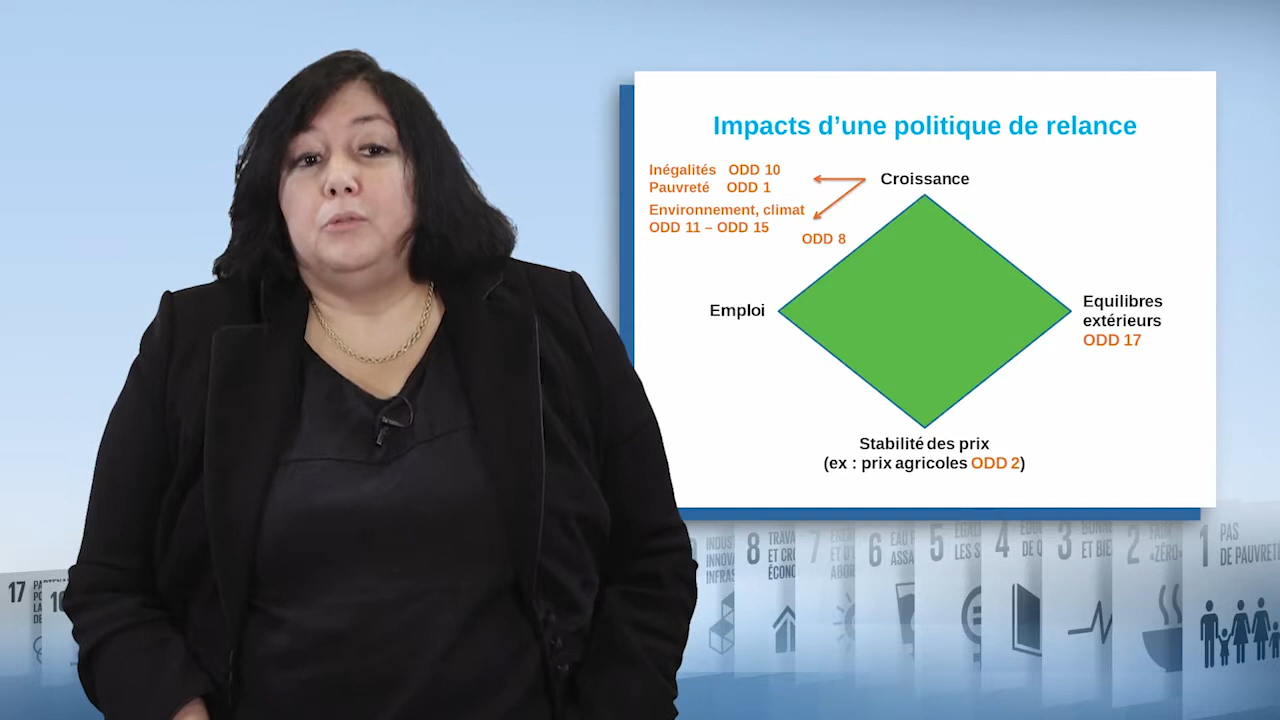 Impacts d’une politique de relance
Inégalités ODD 10
Pauvreté ODD 1
Environnement, climat
ODD 11 – ODD 15
ODD 8
Croissance
Emploi
Equilibres
extérieurs
ODD 17
Stabilité des prix
(ex : prix agricoles ODD 2)
17
8
7
6
5
4
3
2
«ZÉRO»
1 PAS
DE PAUVRETÉ